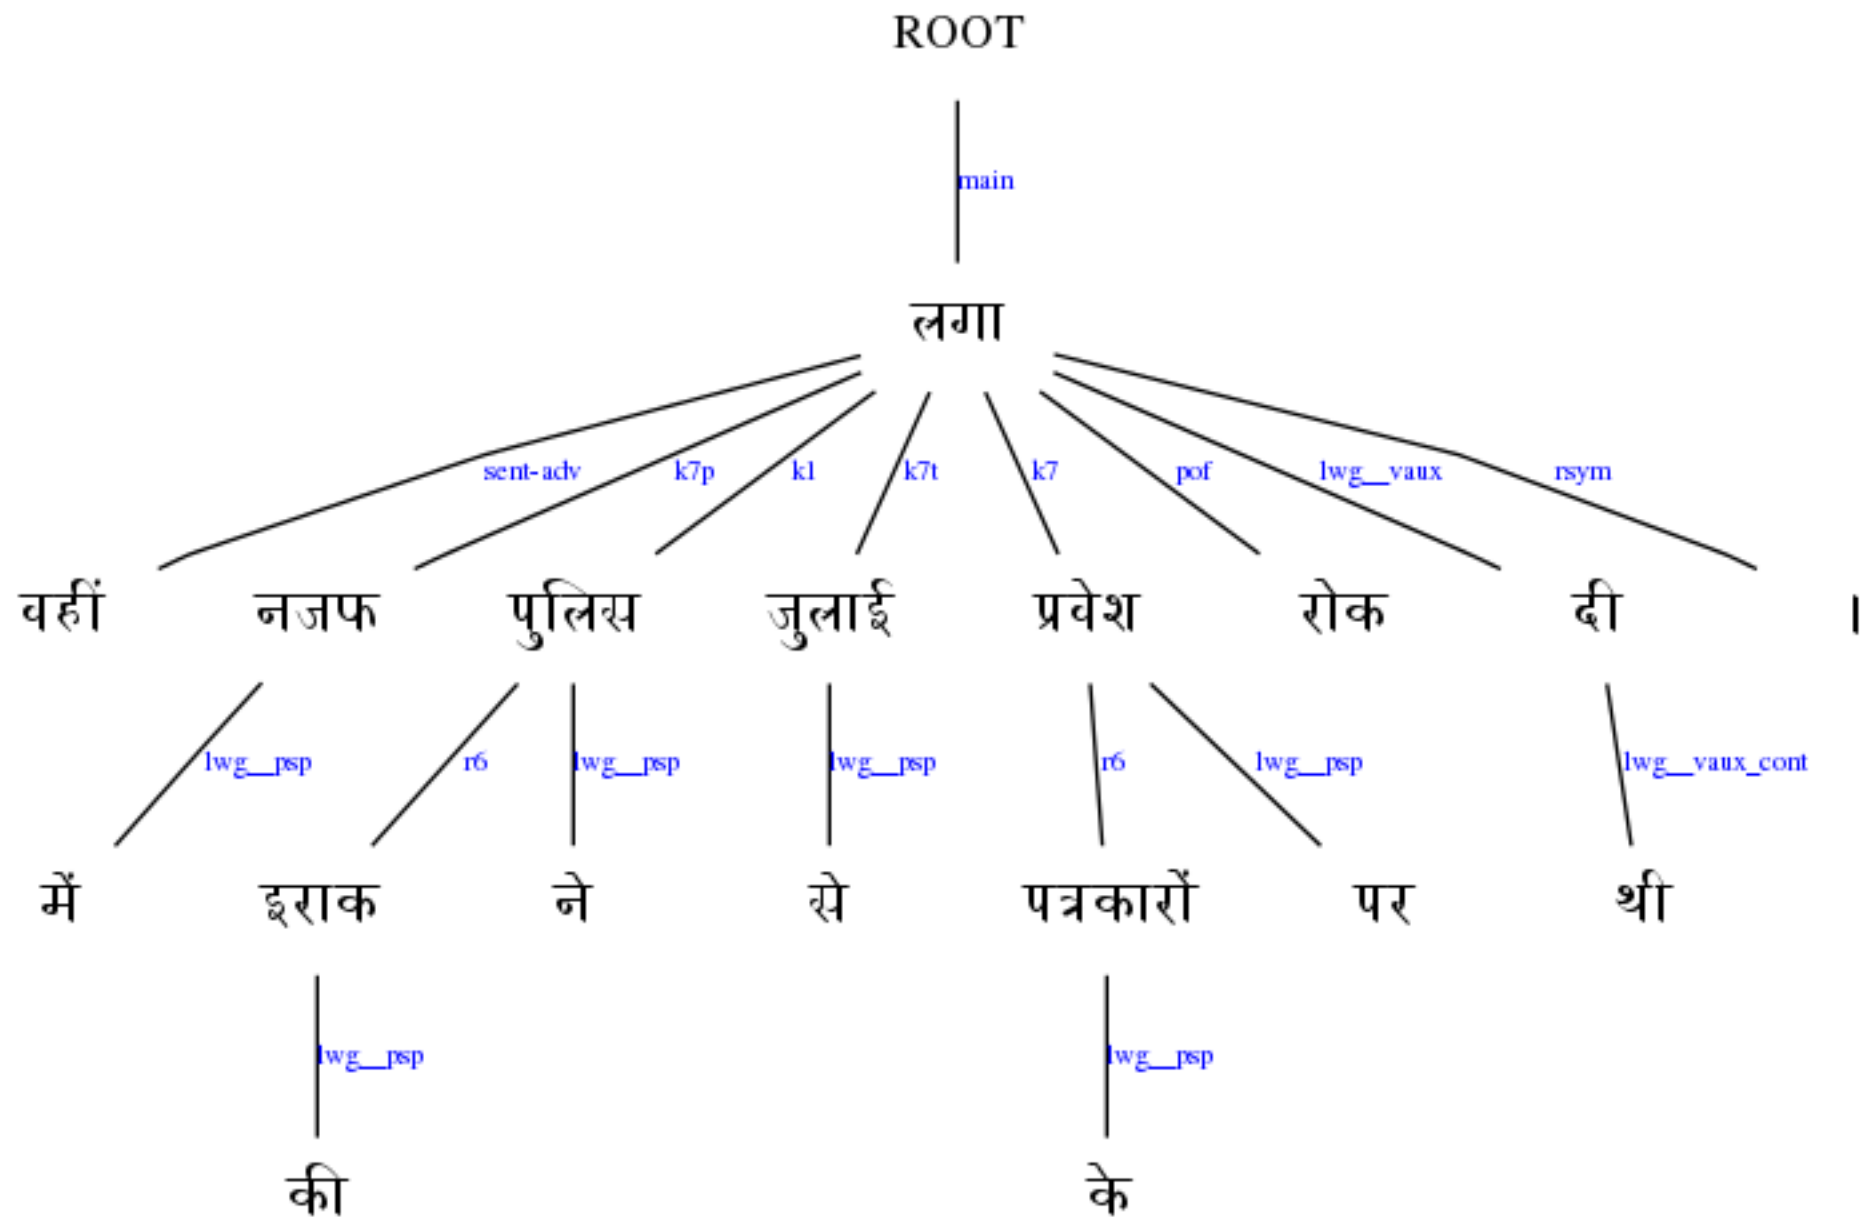 ROOT
main
लगा
sent-adv k7p k1 k7t k7 pof lwg__vaux rsym
वहीं नजफ पुलिस जुलाई प्रवेश रोक दी ।
lwg__psp r6 lwg__psp lwg__psp r6 lwg__psp lwg__vaux_cont
में इराक ने से पत्रकारों पर थी
lwg__psp lwg__psp
की के